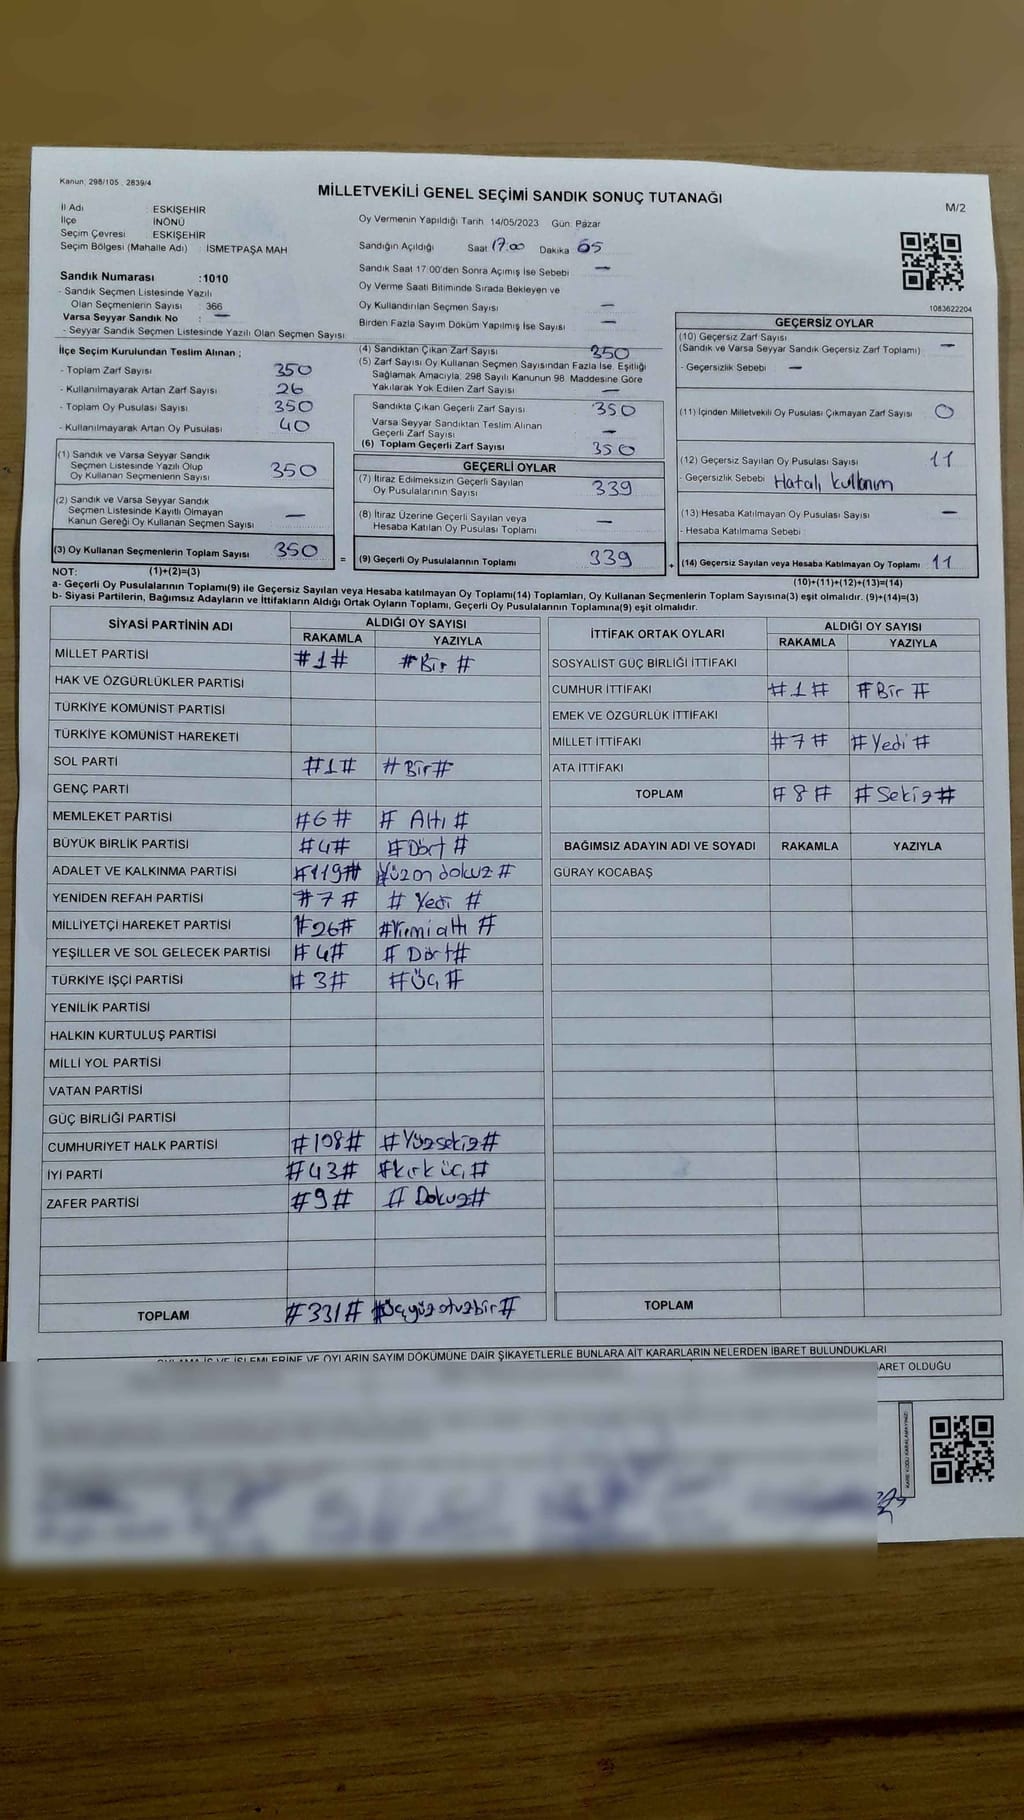 Kanun; 298/105 , 2839/4
MİLLETVEKİLİ GENEL SEÇİMİ SANDIK SONUÇ TUTANAĞI
M/2
İl Adı : ESKİŞEHİR
İlçe : İNÖNÜ
Seçim Çevresi : ESKİŞEHİR
Seçim Bölgesi (Mahalle Adı) : İSMETPAŞA MAH
Oy Vermenin Yapıldığı Tarih 14/05/2023 Gün: Pazar
Sandığın Açıldığı Saat 17:00 Dakika 05
Sandık Saat 17:00'den Sonra Açımış İse Sebebi —
Oy Verme Saati Bitiminde Sırada Bekleyen ve
Oy Kullandırılan Seçmen Sayısı —
Birden Fazla Sayım Döküm Yapılmış İse Sayısı —
Sandık Numarası :1010
- Sandık Seçmen Listesinde Yazılı
Olan Seçmenlerin Sayısı : 366
Varsa Seyyar Sandık No : —
- Seyyar Sandık Seçmen Listesinde Yazılı Olan Seçmen Sayısı
1083622204
İlçe Seçim Kurulundan Teslim Alınan ;
- Toplam Zarf Sayısı 350
- Kullanılmayarak Artan Zarf Sayısı 26
- Toplam Oy Pusulası Sayısı 350
- Kullanılmayarak Artan Oy Pusulası 40
(1) Sandık ve Varsa Seyyar Sandık
Seçmen Listesinde Yazılı Olup
Oy Kullanan Seçmenlerin Sayısı 350
(2) Sandık ve Varsa Seyyar Sandık
Seçmen Listesinde Kayıtlı Olmayan
Kanun Gereği Oy Kullanan Seçmen Sayısı —
(3) Oy Kullanan Seçmenlerin Toplam Sayısı 350 =
(4) Sandıktan Çıkan Zarf Sayısı 350
(5) Zarf Sayısı Oy Kullanan Seçmen Sayısından Fazla İse, Eşitliği
Sağlamak Amacıyla, 298 Sayılı Kanunun 98 Maddesine Göre
Yakılarak Yok Edilen Zarf Sayısı —
Sandıkta Çıkan Geçerli Zarf Sayısı 350
Varsa Seyyar Sandıktan Teslim Alınan
Geçerli Zarf Sayısı —
(6) Toplam Geçerli Zarf Sayısı 350
GEÇERLİ OYLAR
(7) İtiraz Edilmeksizin Geçerli Sayılan
Oy Pusulalarının Sayısı 339
(8) İtiraz Üzerine Geçerli Sayılan veya
Hesaba Katılan Oy Pusulası Toplamı —
(9) Geçerli Oy Pusulalarının Toplamı 339 +
GEÇERSİZ OYLAR
(10) Geçersiz Zarf Sayısı
(Sandık ve Varsa Seyyar Sandık Geçersiz Zarf Toplamı) —
- Geçersizlik Sebebi —
(11) İçinden Milletvekili Oy Pusulası Çıkmayan Zarf Sayısı 0
(12) Geçersiz Sayılan Oy Pusulası Sayısı 11
- Geçersizlik Sebebi Hatalı kullanım
(13) Hesaba Katılmayan Oy Pusulası Sayısı —
- Hesaba Katılmama Sebebi :
(14) Geçersiz Sayılan veya Hesaba Katılmayan Oy Toplamı 11
NOT: (1)+(2)=(3)
(10)+(11)+(12)+(13)=(14)
a- Geçerli Oy Pusulalarının Toplamı(9) ile Geçersiz Sayılan veya Hesaba katılmayan Oy Toplamı(14) Toplamları, Oy Kullanan Seçmenlerin Toplam Sayısına(3) eşit olmalıdır. (9)+(14)=(3)
b- Siyasi Partilerin, Bağımsız Adayların ve İttifakların Aldığı Ortak Oyların Toplamı, Geçerli Oy Pusulalarının Toplamına(9) eşit olmalıdır.
SİYASİ PARTİNİN ADI ALDIĞI OY SAYISI
RAKAMLA YAZIYLA
MİLLET PARTİSİ #1# #Bir#
HAK VE ÖZGÜRLÜKLER PARTİSİ
TÜRKİYE KOMÜNİST PARTİSİ
TÜRKİYE KOMÜNİST HAREKETİ
SOL PARTİ #1# #Bir#
GENÇ PARTİ
MEMLEKET PARTİSİ #6# # Altı #
BÜYÜK BİRLİK PARTİSİ #4# #Dört #
ADALET VE KALKINMA PARTİSİ #119# #Yüzon dokuz #
YENİDEN REFAH PARTİSİ #7# # Yedi #
MİLLİYETÇİ HAREKET PARTİSİ #26# #Yirmialtı #
YEŞİLLER VE SOL GELECEK PARTİSİ #4# # Dört#
TÜRKİYE İŞÇİ PARTİSİ # 3# #Üç#
YENİLİK PARTİSİ
HALKIN KURTULUŞ PARTİSİ
MİLLİ YOL PARTİSİ
VATAN PARTİSİ
GÜÇ BİRLİĞİ PARTİSİ
CUMHURİYET HALK PARTİSİ #108# #Yüzsekiz#
İYİ PARTİ #43# #kırk üç#
ZAFER PARTİSİ #9# # Dokuz#
TOPLAM #331# #Üçyüzotuzbir#
İTTİFAK ORTAK OYLARI ALDIĞI OY SAYISI
RAKAMLA YAZIYLA
SOSYALİST GÜÇ BİRLİĞİ İTTİFAKI
CUMHUR İTTİFAKI #1# #Bir #
EMEK VE ÖZGÜRLÜK İTTİFAKI
MİLLET İTTİFAKI #7# #Yedi #
ATA İTTİFAKI
TOPLAM #8# #Sekiz#
BAĞIMSIZ ADAYIN ADI VE SOYADI RAKAMLA YAZIYLA
GÜRAY KOCABAŞ
TOPLAM
İŞLEMLERİNE VE OYLARIN SAYIM DÖKÜMÜNE DAİR ŞİKAYETLERLE BUNLARA AİT KARARLARIN NELERDEN İBARET BULUNDUKLARI
ARET OLDUĞU
KARE KODU KARALAMAYINIZ!